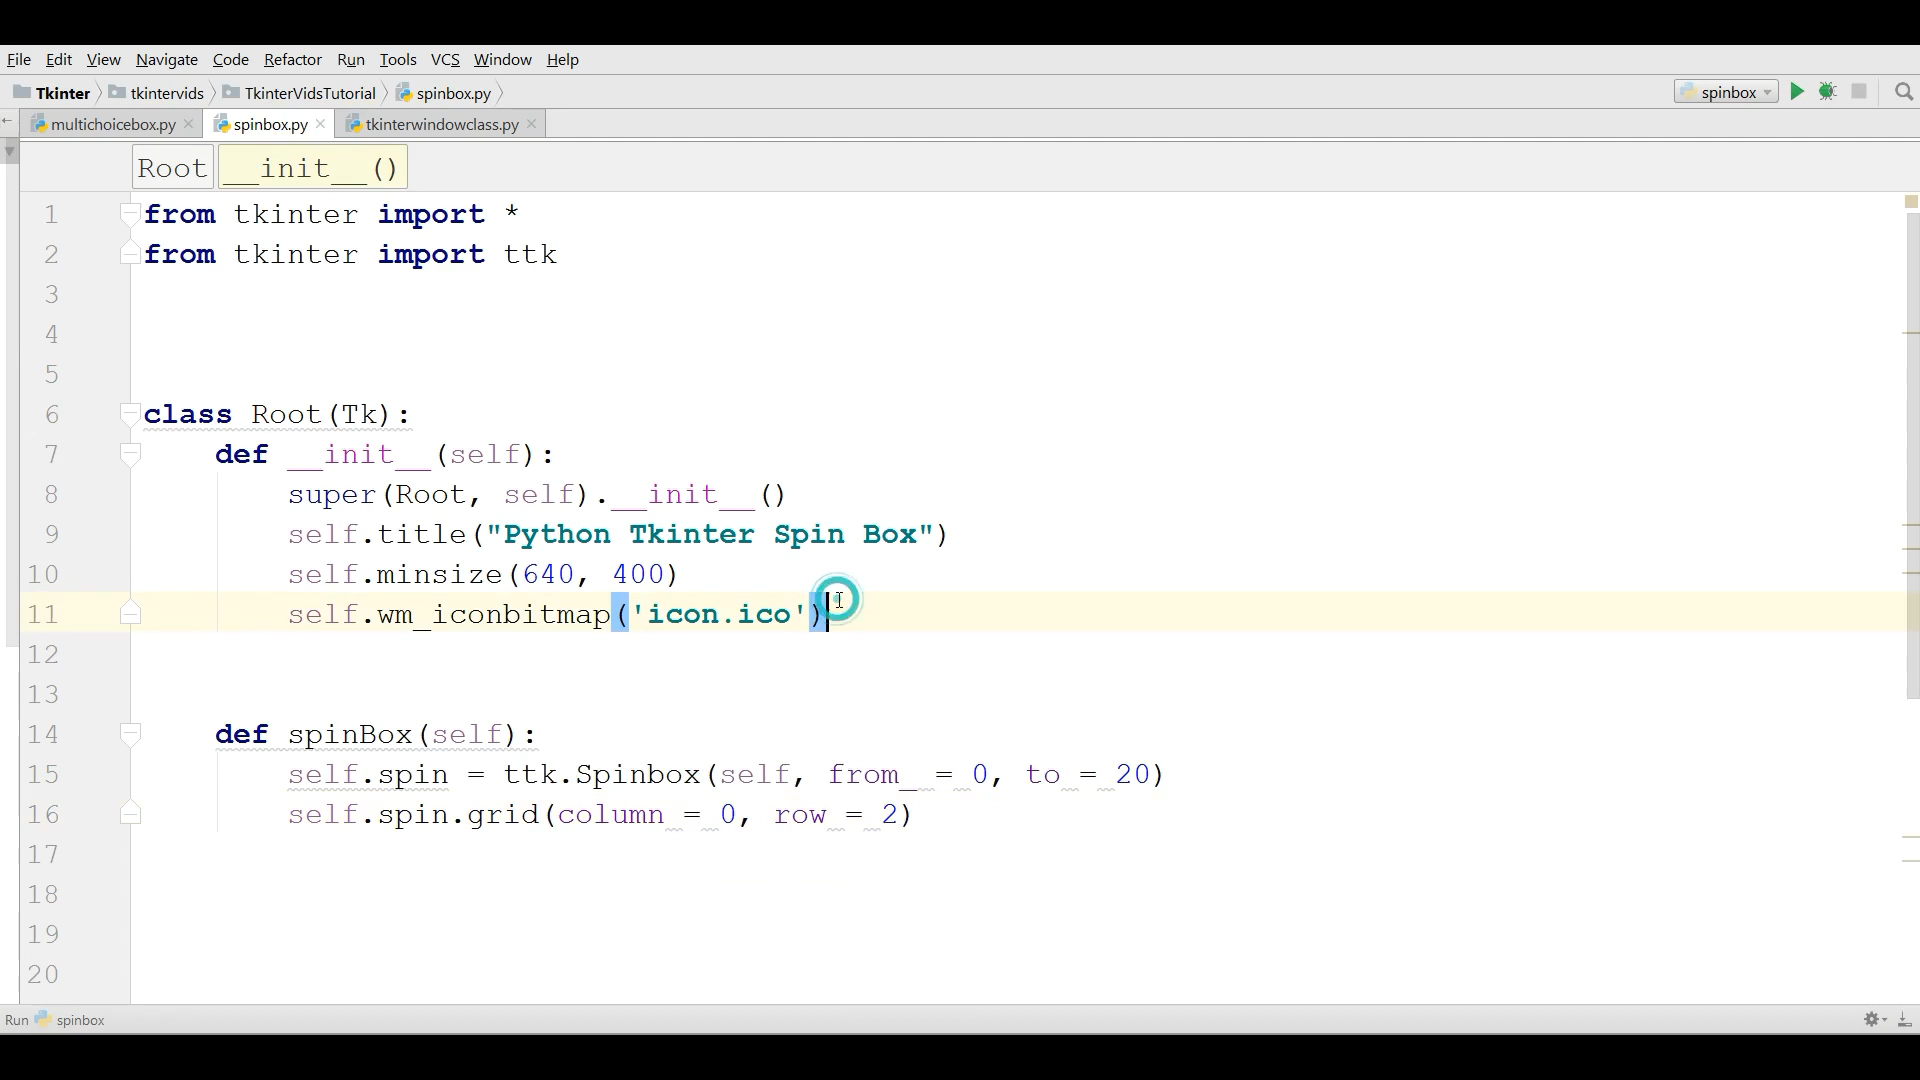 File Edit View Navigate Code Refactor Run Tools VCS Window Help
Tkinter tkintervids TkinterVidsTutorial spinbox.py spinbox
multichoicebox.py spinbox.py tkinterwindowclass.py
Root __init__()
1 from tkinter import *
2 from tkinter import ttk
3
4
5
6 class Root(Tk):
7 def __init__(self):
8 super(Root, self).__init__()
9 self.title("Python Tkinter Spin Box")
10 self.minsize(640, 400)
11 self.wm_iconbitmap('icon.ico')
12
13
14 def spinBox(self):
15 self.spin = ttk.Spinbox(self, from_ = 0, to = 20)
16 self.spin.grid(column = 0, row = 2)
17
18
19
20
Run spinbox